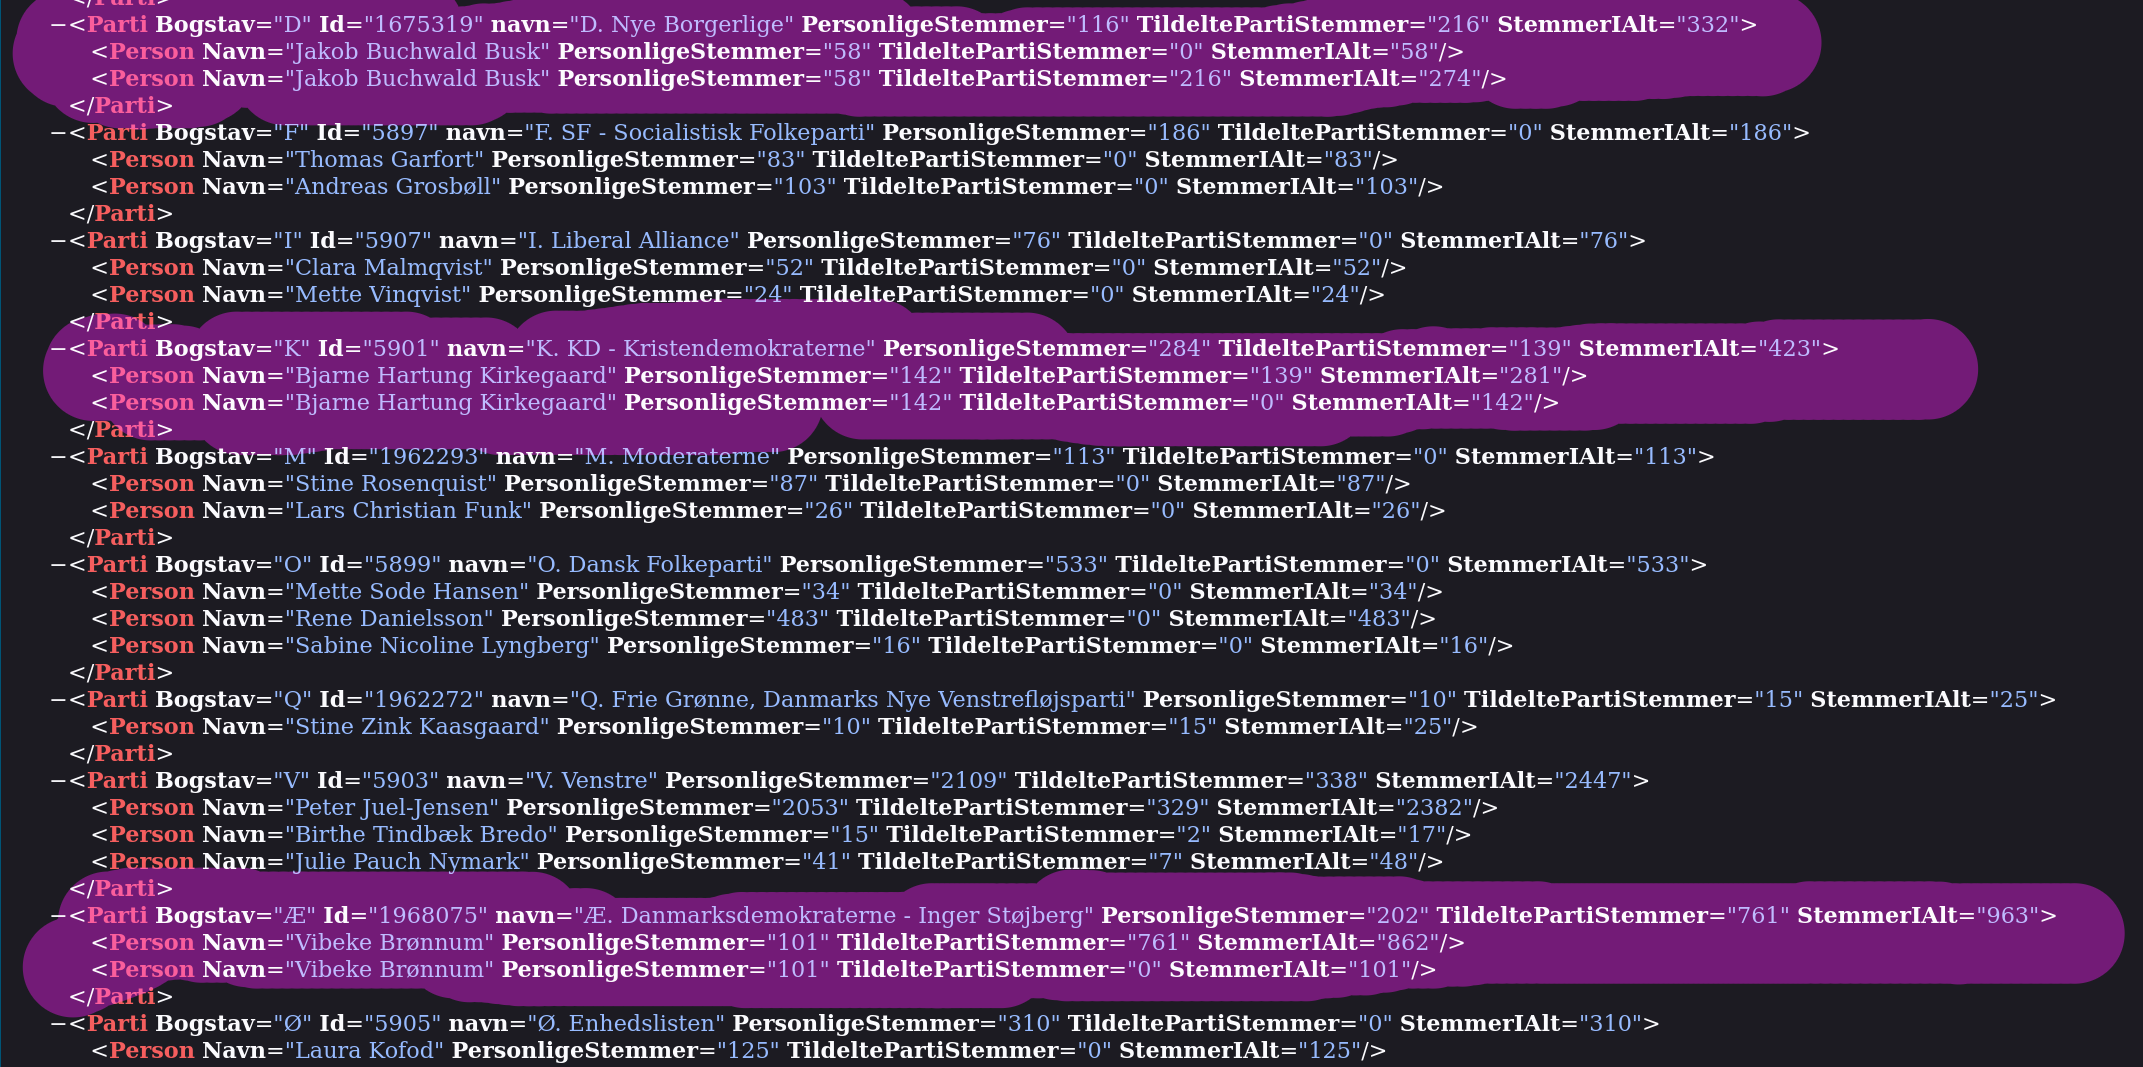 </Parti>
−<Parti Bogstav="D" Id="1675319" navn="D. Nye Borgerlige" PersonligeStemmer="116" TildeltePartiStemmer="216" StemmerIAlt="332">
<Person Navn="Jakob Buchwald Busk" PersonligeStemmer="58" TildeltePartiStemmer="0" StemmerIAlt="58"/>
<Person Navn="Jakob Buchwald Busk" PersonligeStemmer="58" TildeltePartiStemmer="216" StemmerIAlt="274"/>
</Parti>
−<Parti Bogstav="F" Id="5897" navn="F. SF - Socialistisk Folkeparti" PersonligeStemmer="186" TildeltePartiStemmer="0" StemmerIAlt="186">
<Person Navn="Thomas Garfort" PersonligeStemmer="83" TildeltePartiStemmer="0" StemmerIAlt="83"/>
<Person Navn="Andreas Grosbøll" PersonligeStemmer="103" TildeltePartiStemmer="0" StemmerIAlt="103"/>
</Parti>
−<Parti Bogstav="I" Id="5907" navn="I. Liberal Alliance" PersonligeStemmer="76" TildeltePartiStemmer="0" StemmerIAlt="76">
<Person Navn="Clara Malmqvist" PersonligeStemmer="52" TildeltePartiStemmer="0" StemmerIAlt="52"/>
<Person Navn="Mette Vinqvist" PersonligeStemmer="24" TildeltePartiStemmer="0" StemmerIAlt="24"/>
</Parti>
−<Parti Bogstav="K" Id="5901" navn="K. KD - Kristendemokraterne" PersonligeStemmer="284" TildeltePartiStemmer="139" StemmerIAlt="423">
<Person Navn="Bjarne Hartung Kirkegaard" PersonligeStemmer="142" TildeltePartiStemmer="139" StemmerIAlt="281"/>
<Person Navn="Bjarne Hartung Kirkegaard" PersonligeStemmer="142" TildeltePartiStemmer="0" StemmerIAlt="142"/>
</Parti>
−<Parti Bogstav="M" Id="1962293" navn="M. Moderaterne" PersonligeStemmer="113" TildeltePartiStemmer="0" StemmerIAlt="113">
<Person Navn="Stine Rosenquist" PersonligeStemmer="87" TildeltePartiStemmer="0" StemmerIAlt="87"/>
<Person Navn="Lars Christian Funk" PersonligeStemmer="26" TildeltePartiStemmer="0" StemmerIAlt="26"/>
</Parti>
−<Parti Bogstav="O" Id="5899" navn="O. Dansk Folkeparti" PersonligeStemmer="533" TildeltePartiStemmer="0" StemmerIAlt="533">
<Person Navn="Mette Sode Hansen" PersonligeStemmer="34" TildeltePartiStemmer="0" StemmerIAlt="34"/>
<Person Navn="Rene Danielsson" PersonligeStemmer="483" TildeltePartiStemmer="0" StemmerIAlt="483"/>
<Person Navn="Sabine Nicoline Lyngberg" PersonligeStemmer="16" TildeltePartiStemmer="0" StemmerIAlt="16"/>
</Parti>
−<Parti Bogstav="Q" Id="1962272" navn="Q. Frie Grønne, Danmarks Nye Venstrefløjsparti" PersonligeStemmer="10" TildeltePartiStemmer="15" StemmerIAlt="25">
<Person Navn="Stine Zink Kaasgaard" PersonligeStemmer="10" TildeltePartiStemmer="15" StemmerIAlt="25"/>
</Parti>
−<Parti Bogstav="V" Id="5903" navn="V. Venstre" PersonligeStemmer="2109" TildeltePartiStemmer="338" StemmerIAlt="2447">
<Person Navn="Peter Juel-Jensen" PersonligeStemmer="2053" TildeltePartiStemmer="329" StemmerIAlt="2382"/>
<Person Navn="Birthe Tindbæk Bredo" PersonligeStemmer="15" TildeltePartiStemmer="2" StemmerIAlt="17"/>
<Person Navn="Julie Pauch Nymark" PersonligeStemmer="41" TildeltePartiStemmer="7" StemmerIAlt="48"/>
</Parti>
−<Parti Bogstav="Æ" Id="1968075" navn="Æ. Danmarksdemokraterne - Inger Støjberg" PersonligeStemmer="202" TildeltePartiStemmer="761" StemmerIAlt="963">
<Person Navn="Vibeke Brønnum" PersonligeStemmer="101" TildeltePartiStemmer="761" StemmerIAlt="862"/>
<Person Navn="Vibeke Brønnum" PersonligeStemmer="101" TildeltePartiStemmer="0" StemmerIAlt="101"/>
</Parti>
−<Parti Bogstav="Ø" Id="5905" navn="Ø. Enhedslisten" PersonligeStemmer="310" TildeltePartiStemmer="0" StemmerIAlt="310">
<Person Navn="Laura Kofod" PersonligeStemmer="125" TildeltePartiStemmer="0" StemmerIAlt="125"/>